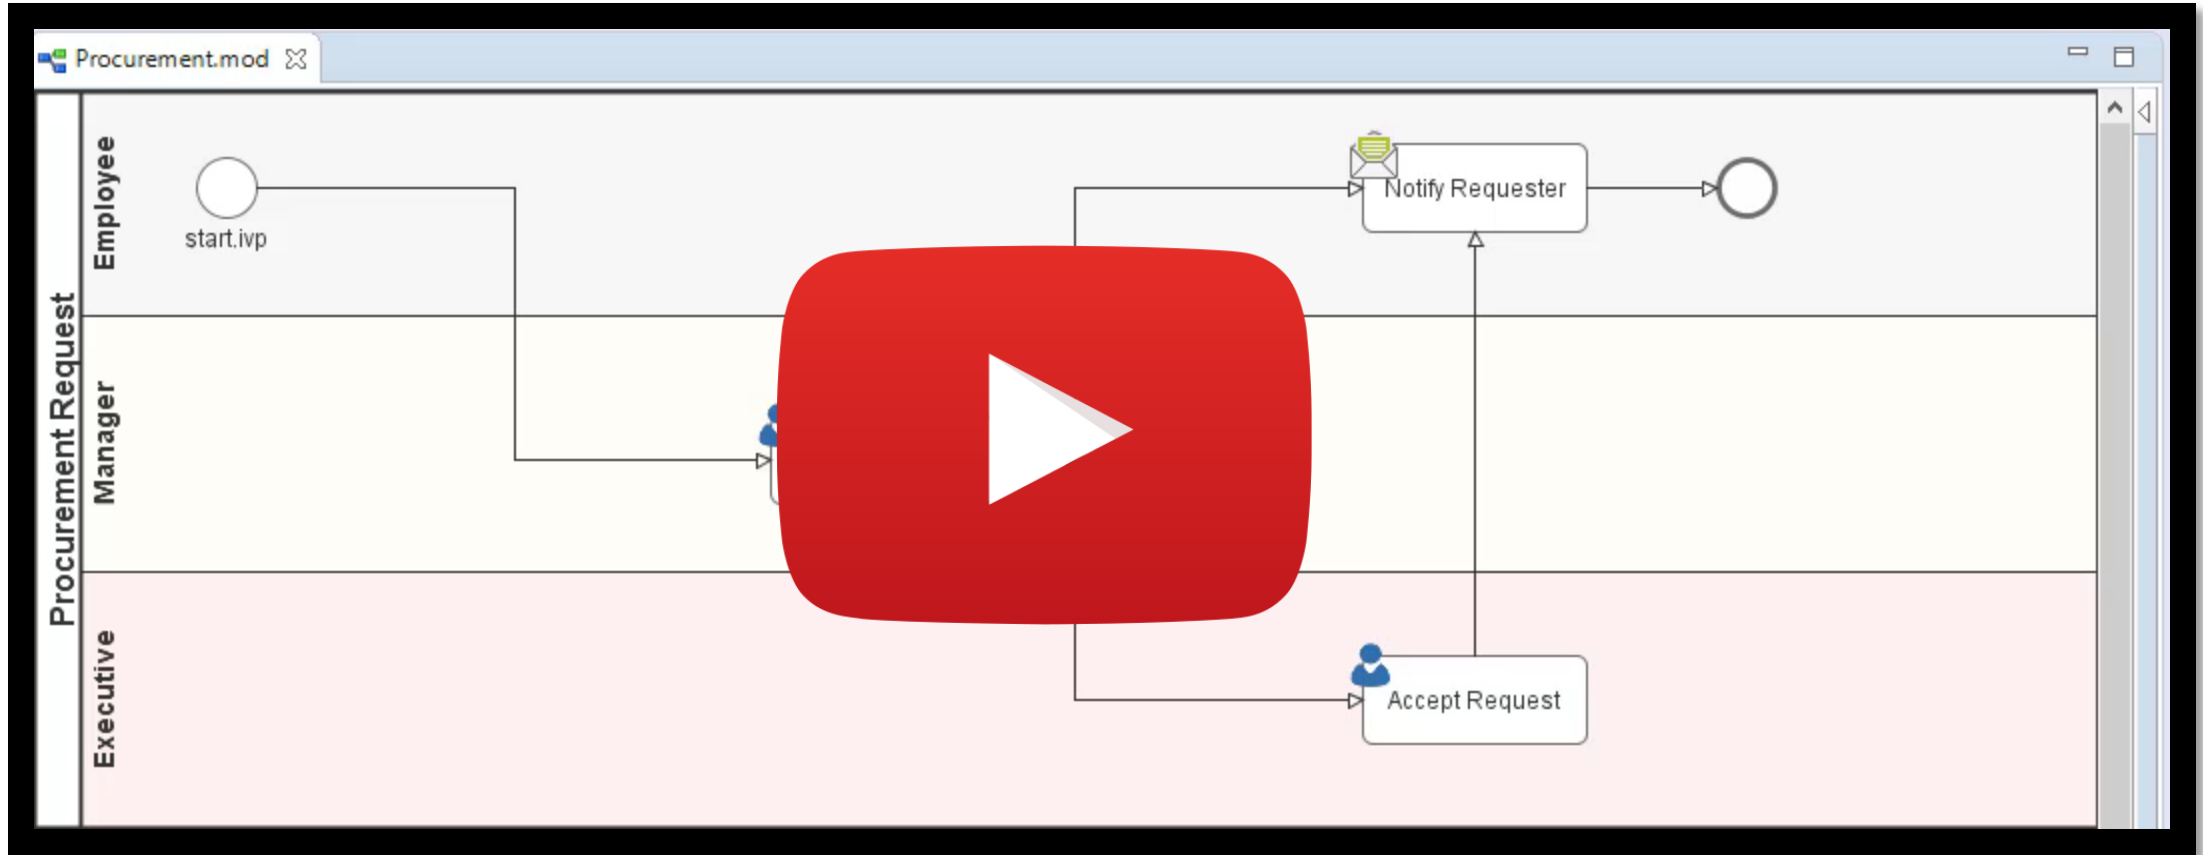 Procurement.mod
Procurement Request
Employee
start.ivp
Notify Requester
Manager
Executive
Accept Request